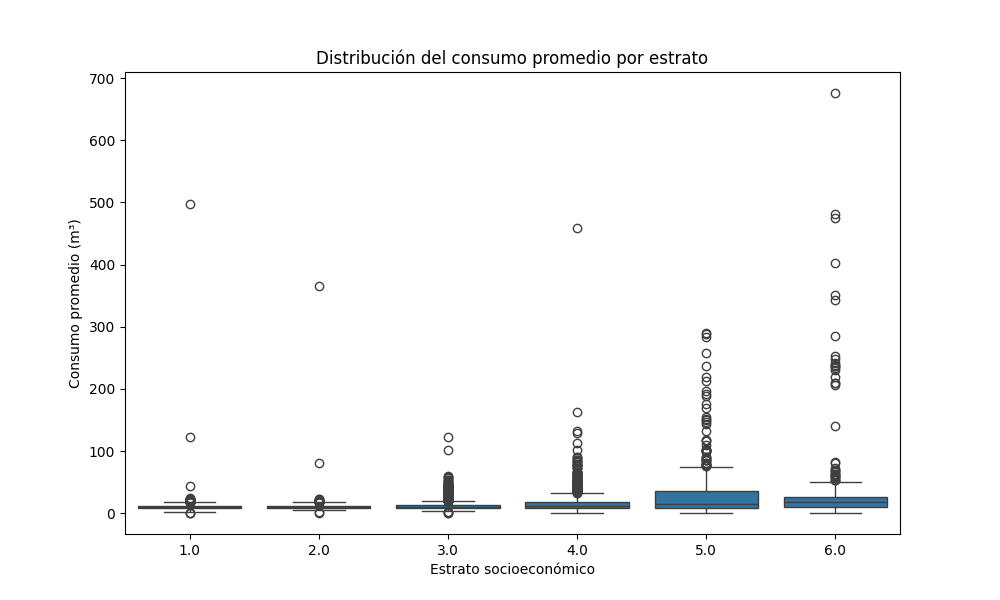 Distribución del consumo promedio por estrato
700
600
500
400
300
200
100
0
Consumo promedio (m³)
1.0 2.0 3.0 4.0 5.0 6.0
Estrato socioeconómico